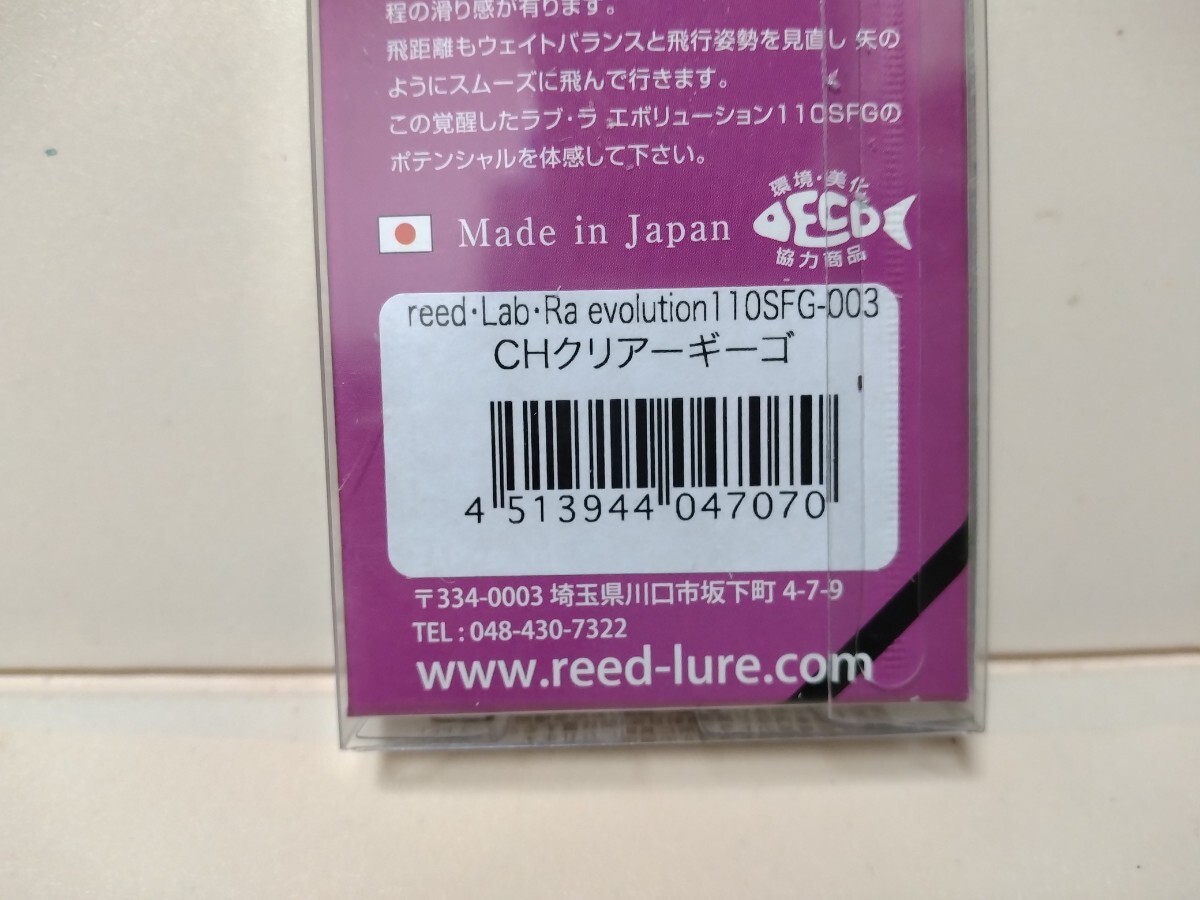 程の滑り感が有ります。
飛距離もウェイトバランスと飛行姿勢を見直し 矢の
ようにスムーズに飛んで行きます。
この覚醒したラブ・ラ エボリューション110SFGの
ポテンシャルを体感して下さい。
環境・美化
Made in Japan
ECO
協力商品
reed・Lab・Ra evolution110SFG-003
CHクリアーギーゴ
4 513944 047070
〒334-0003 埼玉県川口市坂下町 4-7-9
TEL : 048-430-7322
www.reed-lure.com